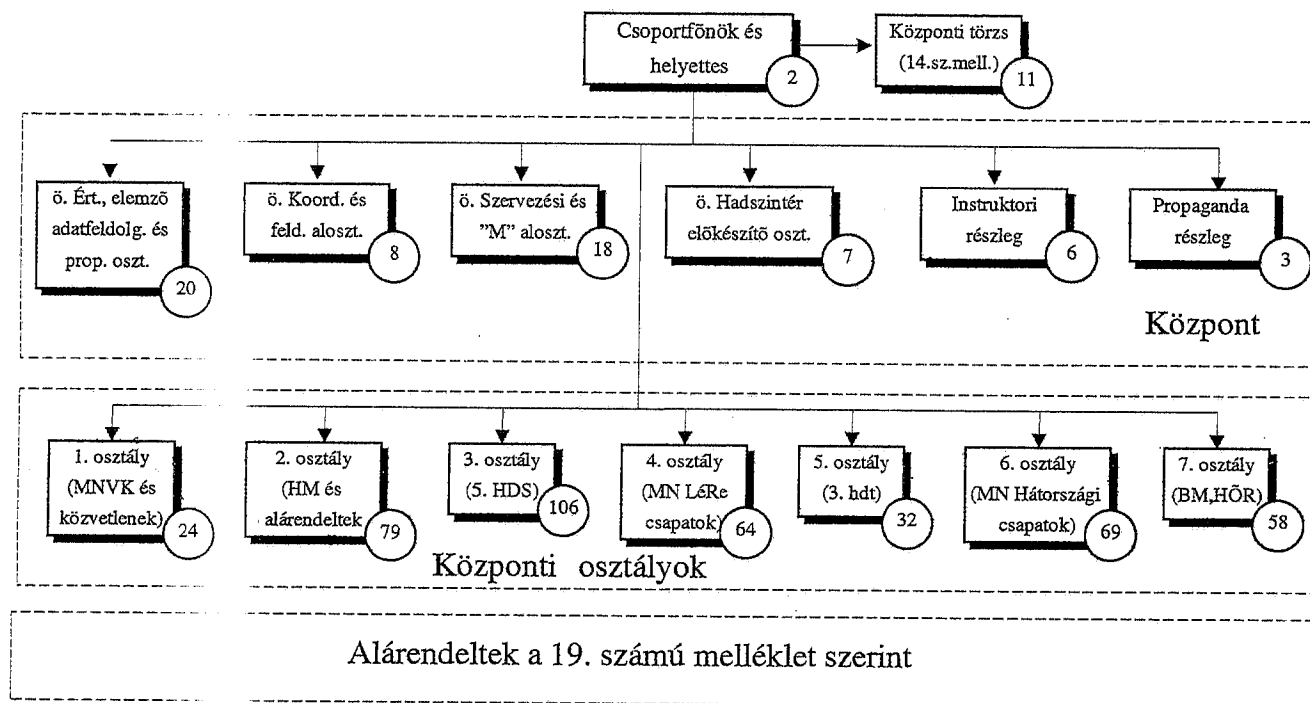 Csoportfõnök és
helyettes
2
Központi törzs
(14.sz.mell.)
11
ö. Ért., elemzõ
adatfeldolg. és
prop. oszt.
20
ö. Koord. és
feld. aloszt.
8
ö. Szervezési és
”M” aloszt.
18
ö. Hadszintér
elõkészítõ oszt.
7
Instruktori
részleg
6
Propaganda
részleg
3
Központ
1. osztály
(MNVK és
közvetlenek)
24
2. osztály
(HM és
alárendeltek
79
3. osztály
(5. HDS)
106
4. osztály
(MN LéRe
csapatok)
64
5. osztály
(3. hdt)
32
6. osztály
(MN Hátországi
csapatok)
69
7. osztály
(BM,HÕR)
58
Központi osztályok
Alárendeltek a 19. számú melléklet szerint